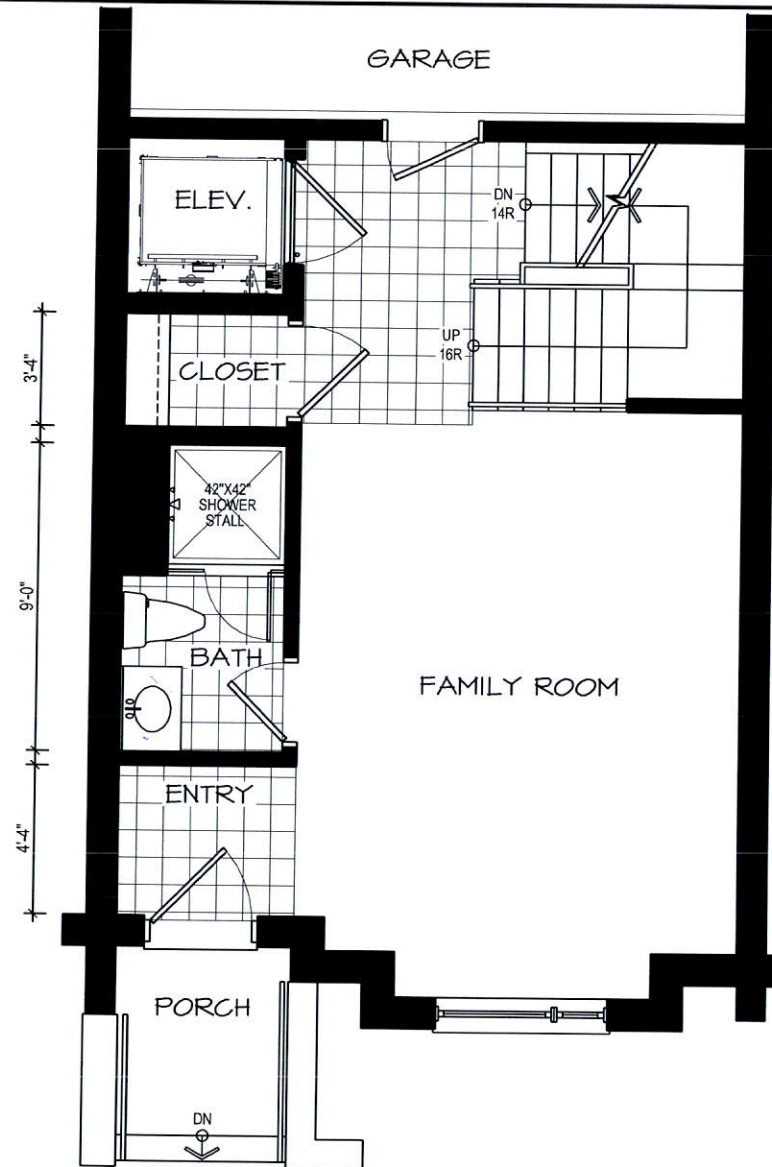 GARAGE
ELEV.
DN
14R
UP
16R
3'-4"
CLOSET
42"X42"
SHOWER
STALL
9'-0"
BATH
FAMILY ROOM
ENTRY
4'-4"
PORCH
DN